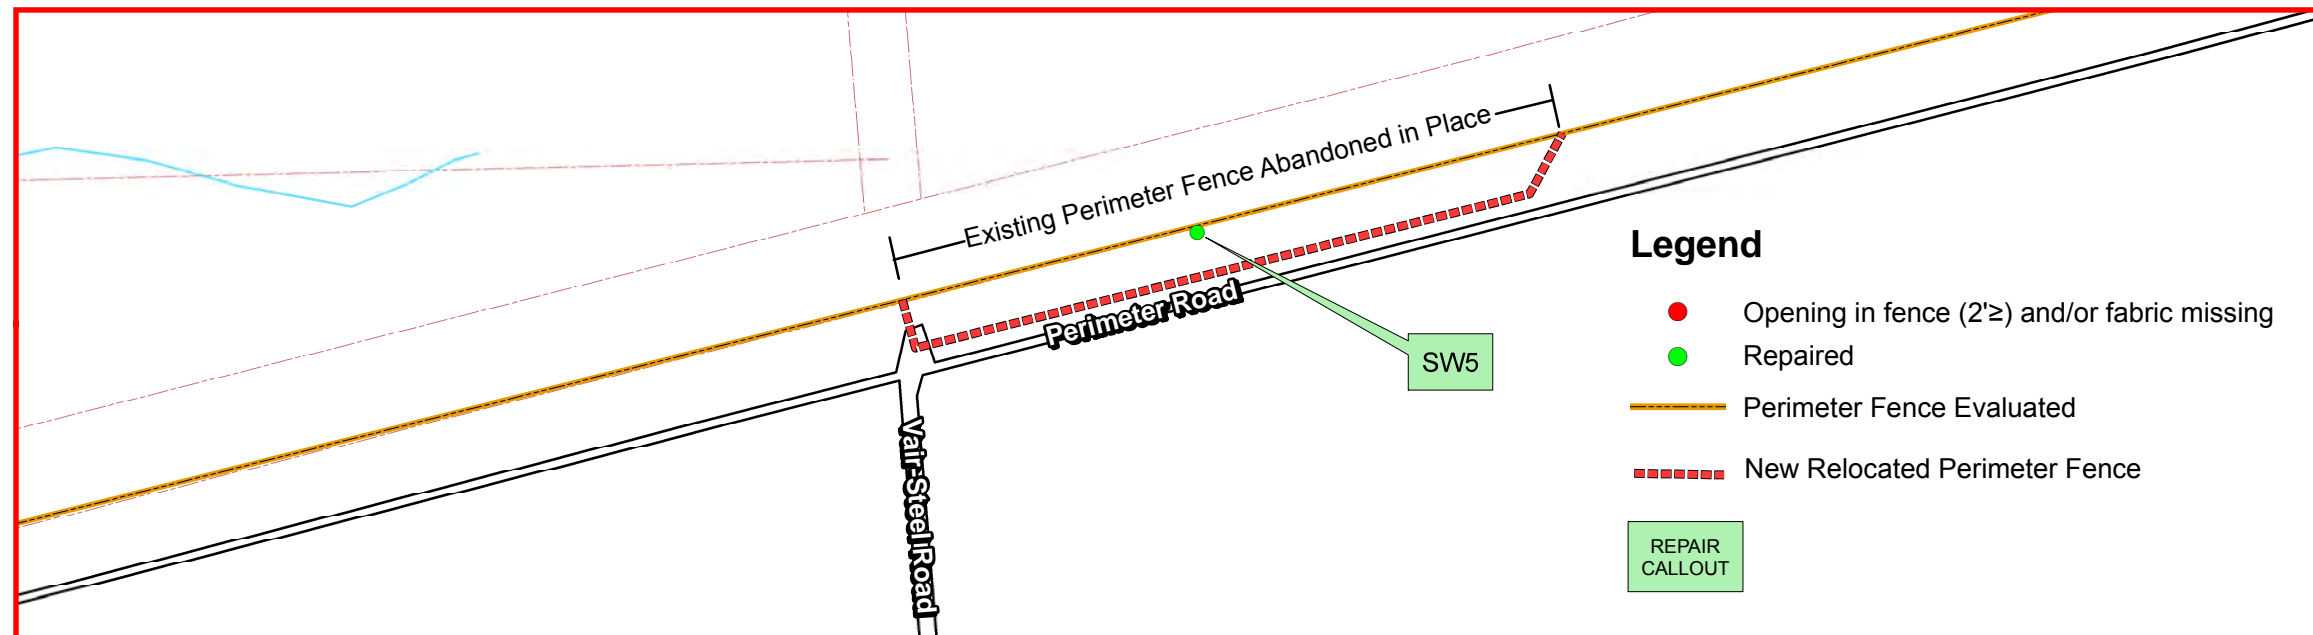 Existing Perimeter Fence Abandoned in Place
Perimeter Road
SW5
Vair-Steel Road
Legend
Opening in fence (2'≥) and/or fabric missing
Repaired
Perimeter Fence Evaluated
New Relocated Perimeter Fence
REPAIR
CALLOUT